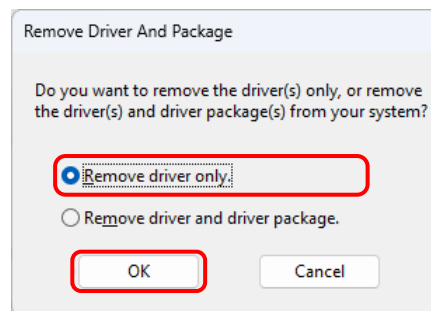 Remove Driver And Package
Do you want to remove the driver(s) only, or remove
the driver(s) and driver package(s) from your system?
Remove driver only.
Remove driver and driver package.
OK
Cancel